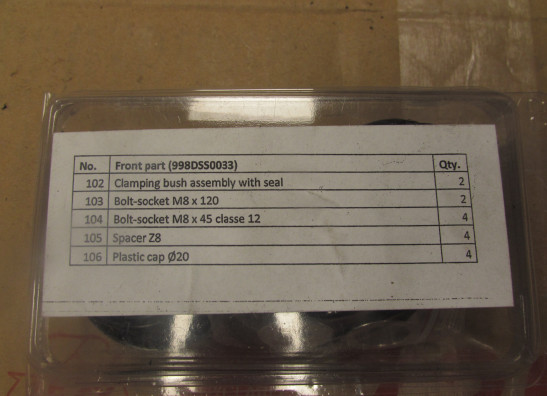 No. Front part (998DSS0033) Qty.
102 Clamping bush assembly with seal 2
103 Bolt-socket M8 x 120 2
104 Bolt-socket M8 x 45 classe 12 4
105 Spacer Z8 4
106 Plastic cap Ø20 4